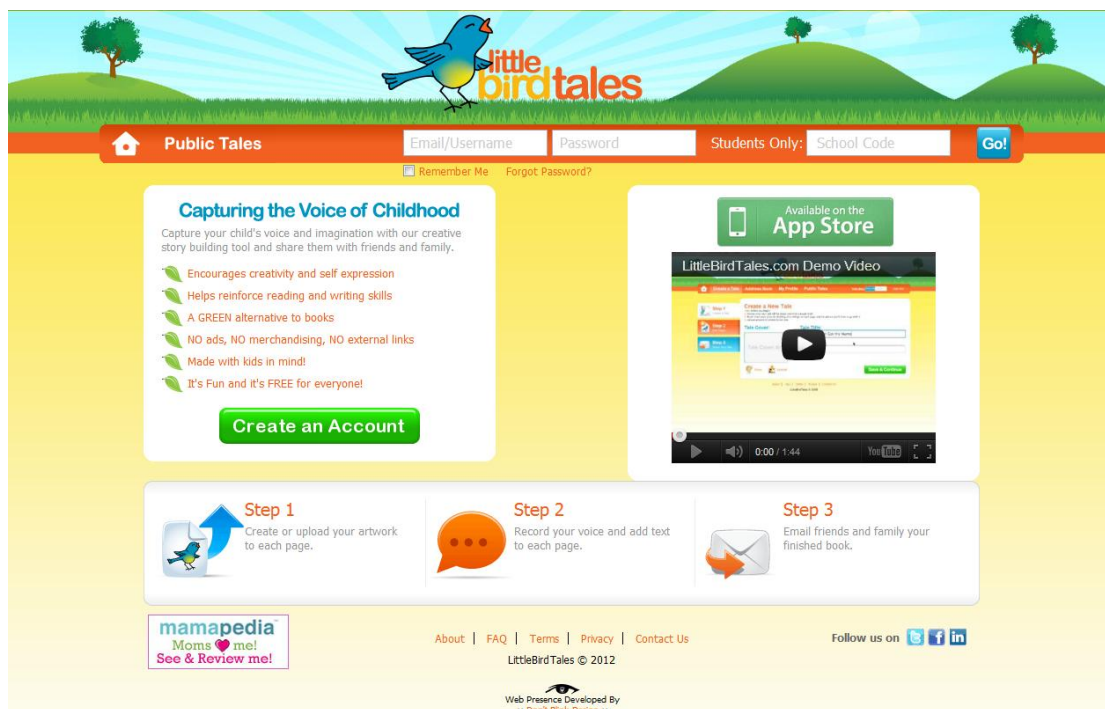 little
bird tales
Public Tales
Email/Username
Password
Students Only:
School Code
Go!
Remember Me
Forgot Password?
Capturing the Voice of Childhood
Capture your child's voice and imagination with our creative
story building tool and share them with friends and family.
Encourages creativity and self expression
Helps reinforce reading and writing skills
A GREEN alternative to books
NO ads, NO merchandising, NO external links
Made with kids in mind!
It's Fun and it's FREE for everyone!
Create an Account
Available on the
App Store
LittleBirdTales.com Demo Video
Create a New Tale
Save & Continue
0:00 / 1:44
YouTube
Step 1
Create or upload your artwork
to each page.
Step 2
Record your voice and add text
to each page.
Step 3
Email friends and family your
finished book.
mamapedia
Moms me!
See & Review me!
About | FAQ | Terms | Privacy | Contact Us
LittleBirdTales © 2012
Follow us on
Web Presence Developed By